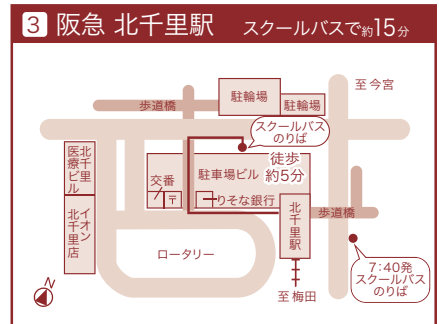 3 阪急 北千里駅 スクールバスで約15分
駐輪場
駐輪場
至今宮
歩道橋
スクールバス
のりば
徒歩
約5分
北千里
医療ビル
イオン
北千里店
交番
〒
駐車場ビル
りそな銀行
北千里駅
歩道橋
ロータリー
7:40発
スクールバス
のりば
至梅田
N